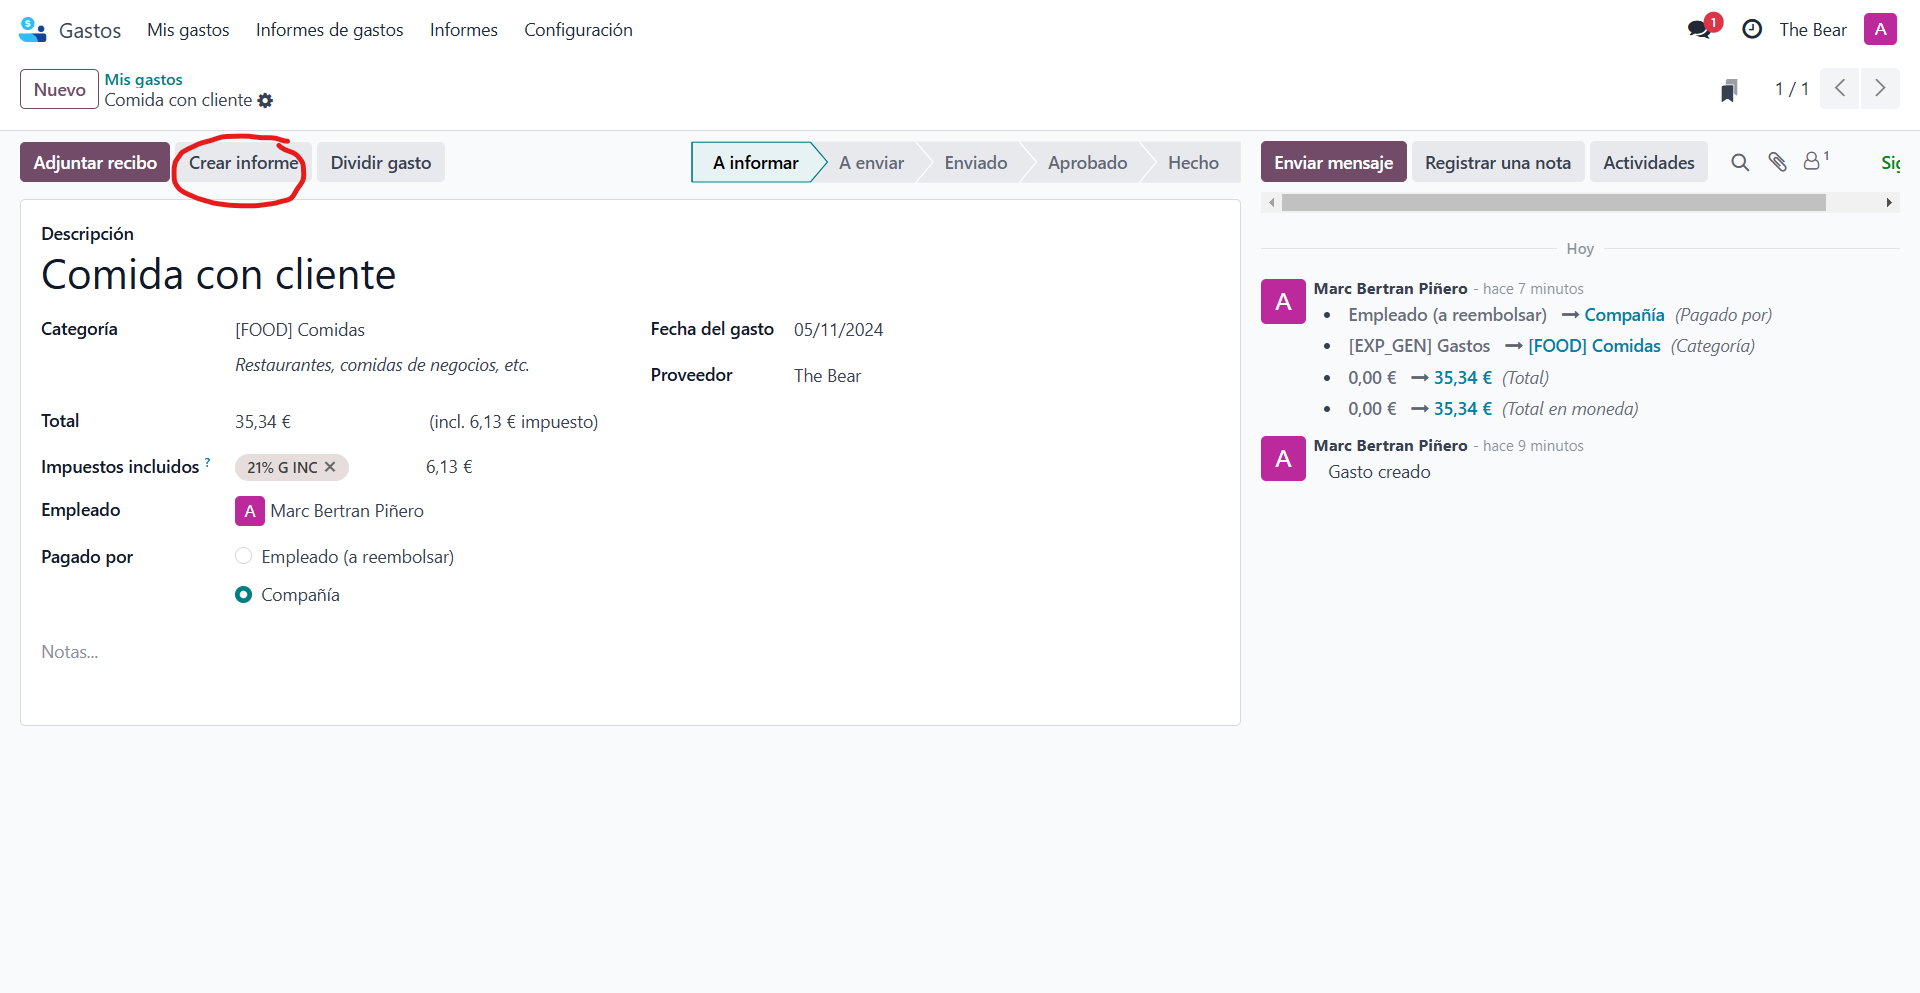 Gastos Mis gastos Informes de gastos Informes Configuración 1 The Bear A
Nuevo Mis gastos
Comida con cliente 1 / 1
Adjuntar recibo Crear informe Dividir gasto A informar A enviar Enviado Aprobado Hecho
Enviar mensaje Registrar una nota Actividades 1 Sig
Descripción
Comida con cliente
Categoría [FOOD] Comidas
Restaurantes, comidas de negocios, etc.
Fecha del gasto 05/11/2024
Proveedor The Bear
Total 35,34 € (incl. 6,13 € impuesto)
Impuestos incluidos ? 21% G INC 6,13 €
Empleado A Marc Bertran Piñero
Pagado por Empleado (a reembolsar)
Compañía
Notas...
Hoy
A Marc Bertran Piñero - hace 7 minutos
Empleado (a reembolsar) → Compañía (Pagado por)
[EXP_GEN] Gastos → [FOOD] Comidas (Categoría)
0,00 € → 35,34 € (Total)
0,00 € → 35,34 € (Total en moneda)
A Marc Bertran Piñero - hace 9 minutos
Gasto creado